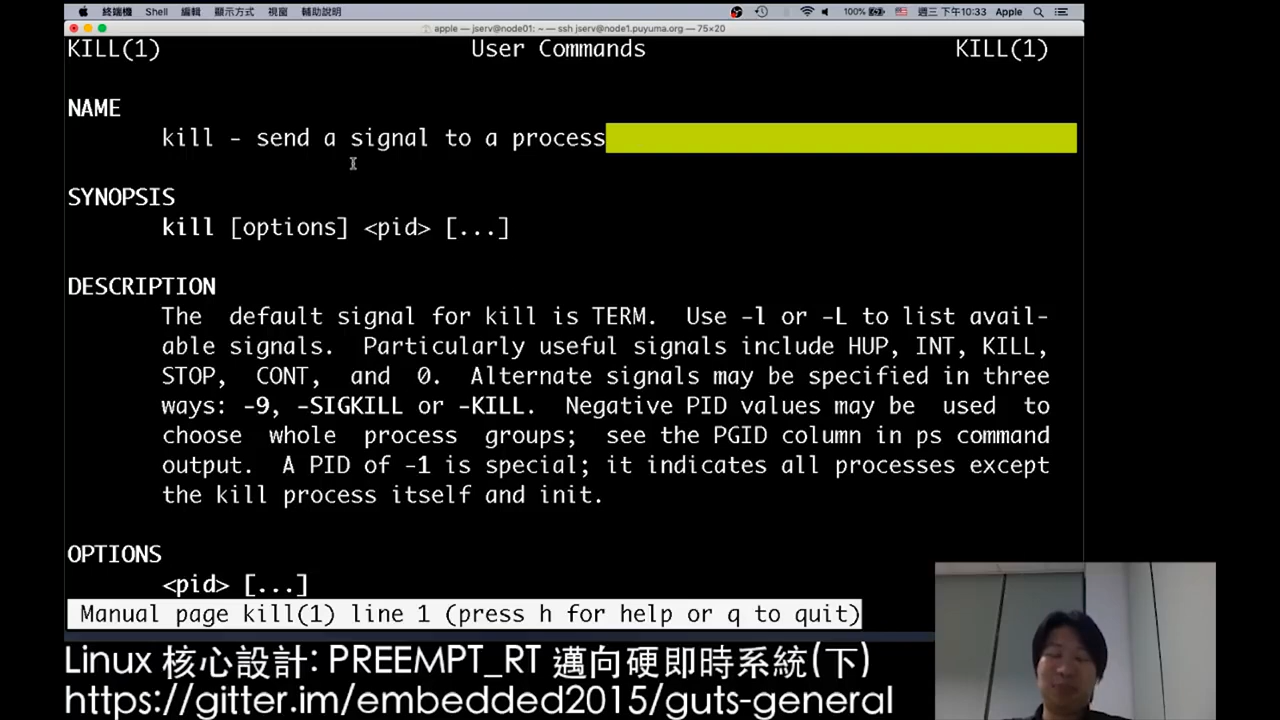 終端機 Shell 編輯 顯示方式 視窗 輔助說明 100% 週三 下午10:33 Apple
apple — jserv@node01: ~ — ssh jserv@node1.puyuma.org — 75×20
KILL(1) User Commands KILL(1)
NAME
kill - send a signal to a process
SYNOPSIS
kill [options] <pid> [...]
DESCRIPTION
The default signal for kill is TERM. Use -l or -L to list avail-
able signals. Particularly useful signals include HUP, INT, KILL,
STOP, CONT, and 0. Alternate signals may be specified in three
ways: -9, -SIGKILL or -KILL. Negative PID values may be used to
choose whole process groups; see the PGID column in ps command
output. A PID of -1 is special; it indicates all processes except
the kill process itself and init.
OPTIONS
<pid> [...]
Manual page kill(1) line 1 (press h for help or q to quit)
Linux 核心設計: PREEMPT_RT 邁向硬即時系統(下)
https://gitter.im/embedded2015/guts-general